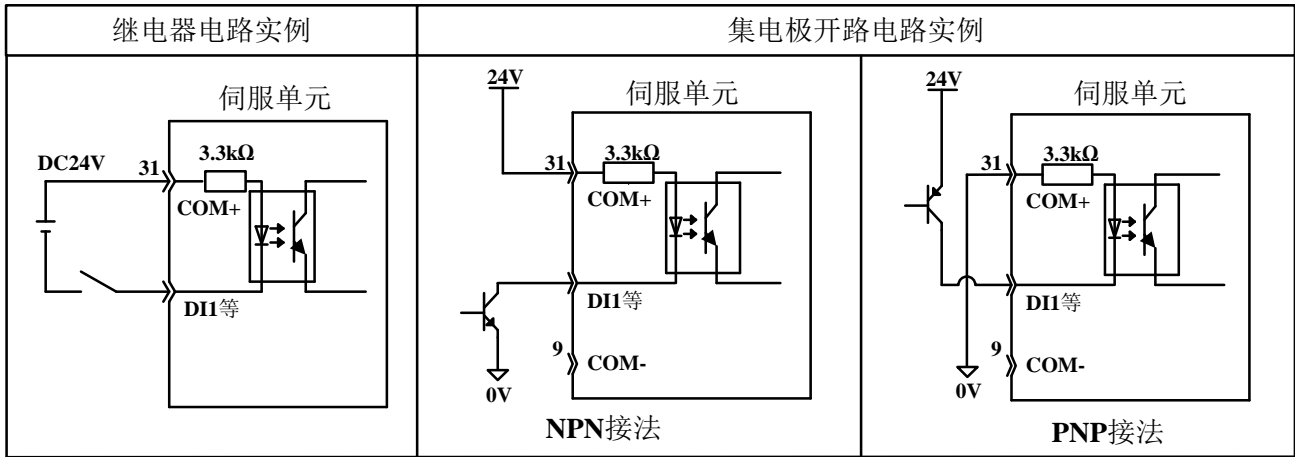 继电器电路实例
集电极开路电路实例
伺服单元
DC24V
31
3.3kΩ
COM+
DI1等
24V
伺服单元
31
3.3kΩ
COM+
DI1等
9
COM-
0V
NPN接法
24V
伺服单元
31
3.3kΩ
COM+
DI1等
9
COM-
0V
PNP接法